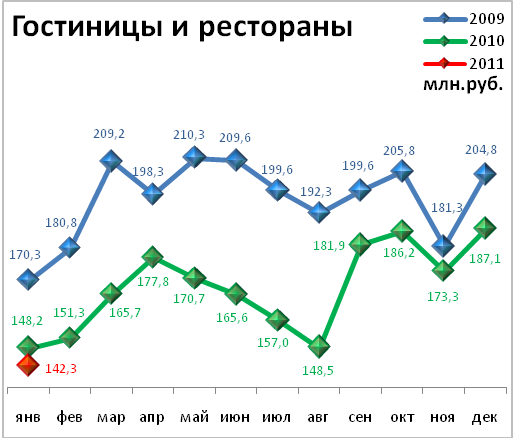 Гостиницы и рестораны
2009
2010
2011
млн.руб.
170,3 180,8 209,2 198,3 210,3 209,6 199,6 192,3 199,6 205,8 181,3 204,8
148,2 151,3 165,7 177,8 170,7 165,6 157,0 148,5 181,9 186,2 173,3 187,1
142,3
янв фев мар апр май июн июл авг сен окт ноя дек